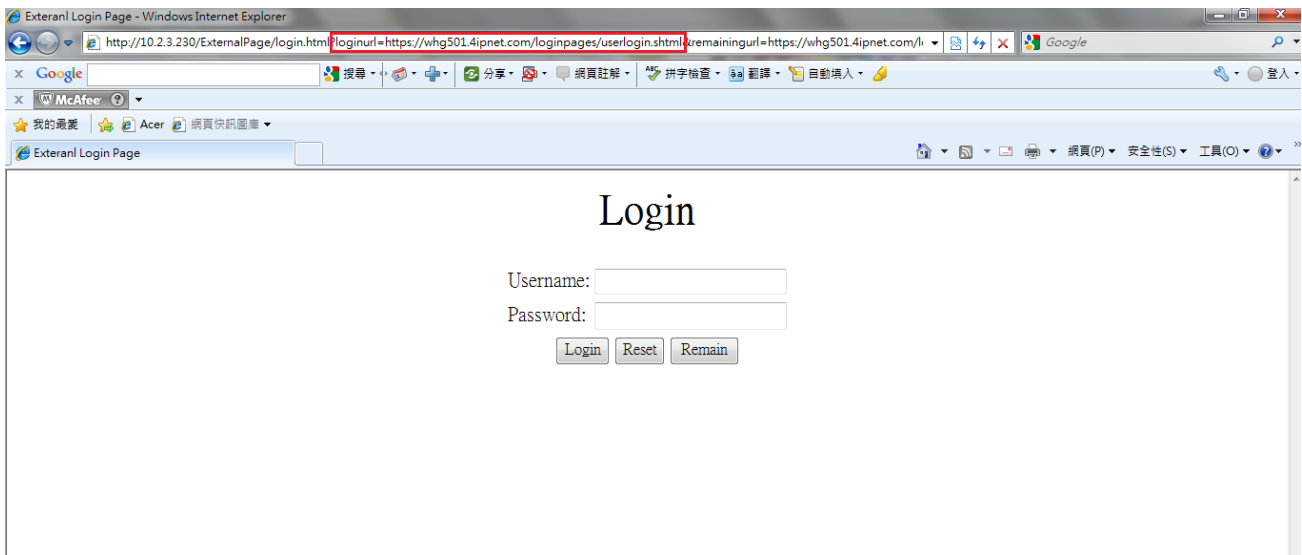 Exteranl Login Page - Windows Internet Explorer
http://10.2.3.230/ExternalPage/login.html?loginurl=https://whg501.4ipnet.com/loginpages/userlogin.shtml&remainingurl=https://whg501.4ipnet.com/l Google
x Google 搜尋 分享 網頁註解 拼字檢查 翻譯 自動填入 登入
x McAfee ?
我的最愛 Acer 網頁快訊圖庫
Exteranl Login Page 網頁(P) 安全性(S) 工具(O)
Login
Username:
Password:
Login Reset Remain